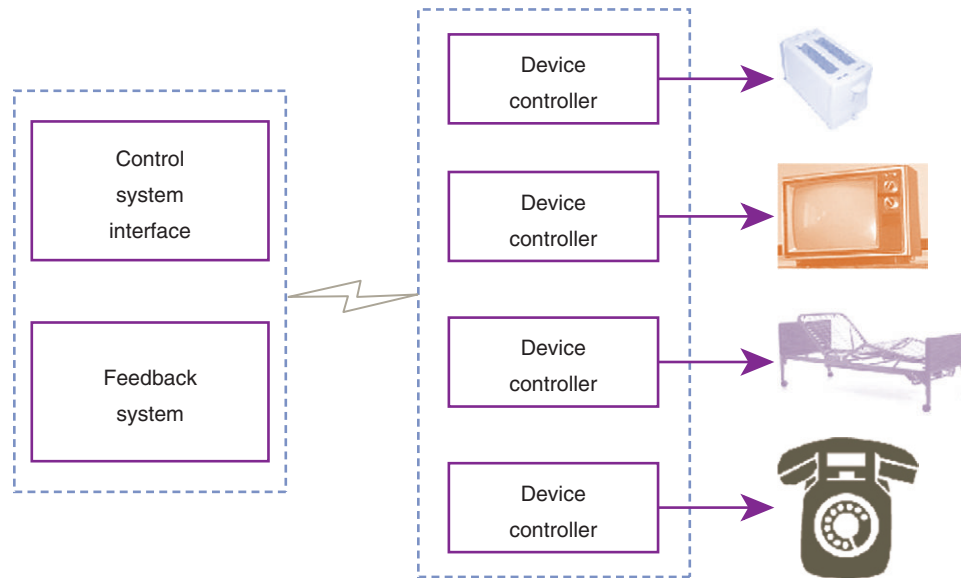 Control
system
interface
Feedback
system
Device
controller
Device
controller
Device
controller
Device
controller